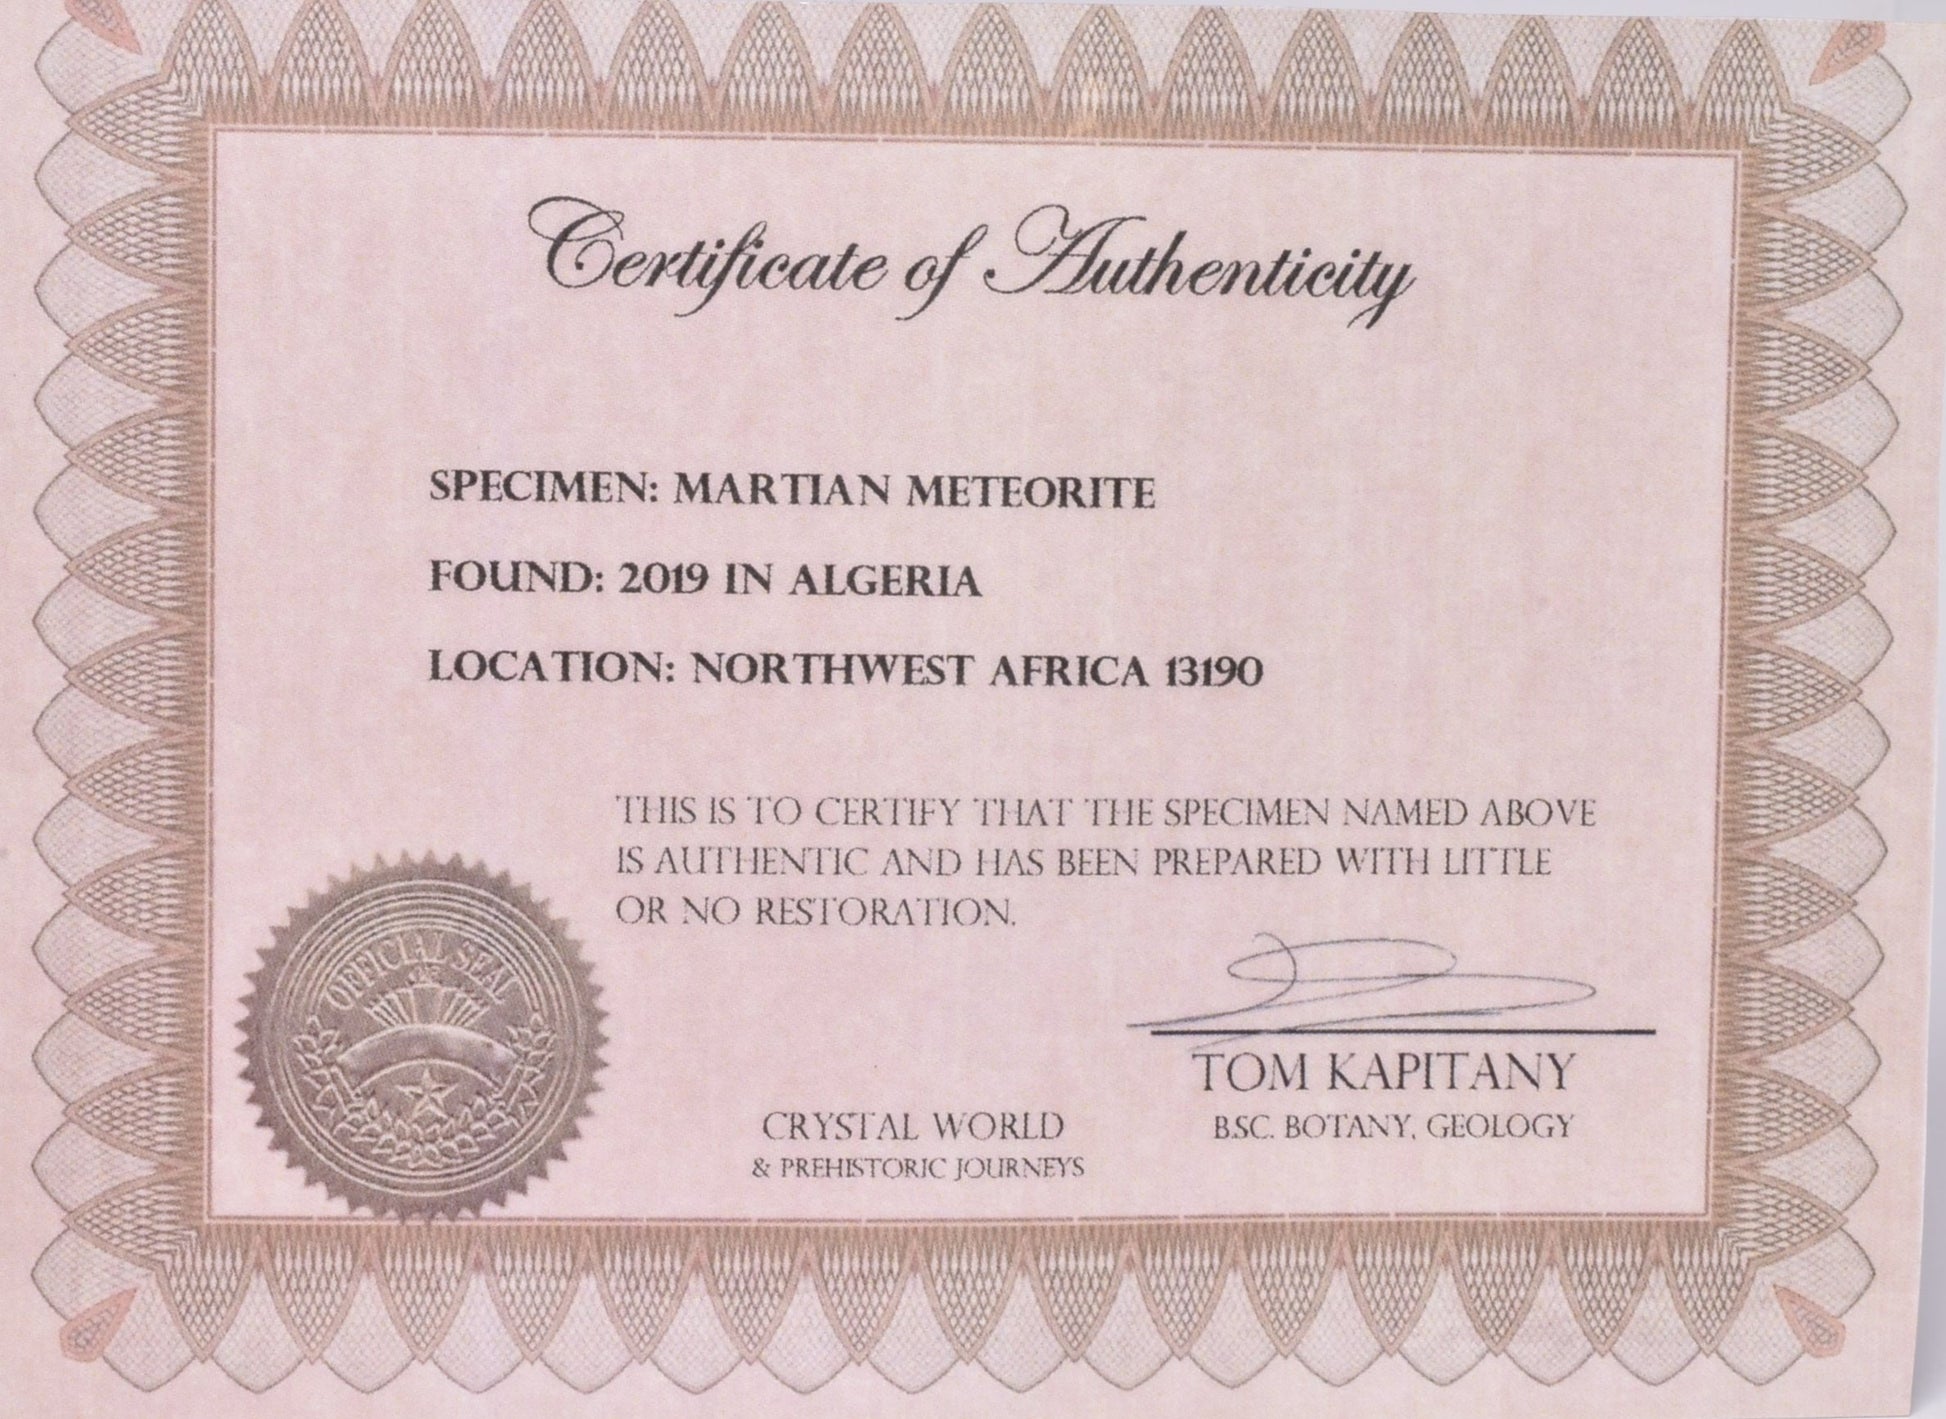 Certificate of Authenticity
SPECIMEN: MARTIAN METEORITE
FOUND: 2019 IN ALGERIA
LOCATION: NORTHWEST AFRICA 13190
THIS IS TO CERTIFY THAT THE SPECIMEN NAMED ABOVE
IS AUTHENTIC AND HAS BEEN PREPARED WITH LITTLE
OR NO RESTORATION.
OFFICIAL SEAL
TOM KAPITANY
B.SC. BOTANY, GEOLOGY
CRYSTAL WORLD
& PREHISTORIC JOURNEYS